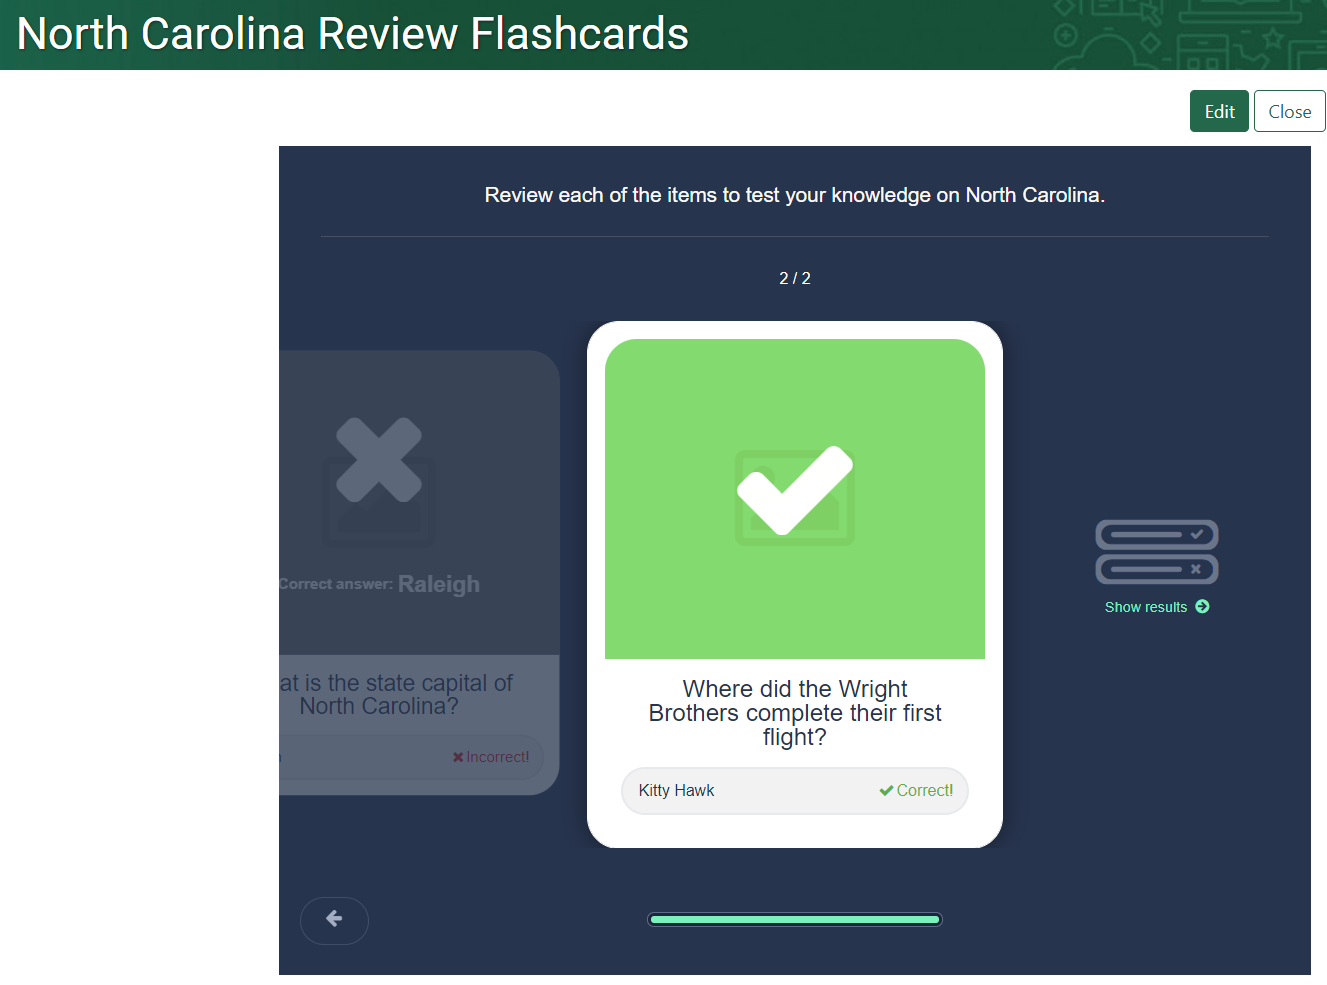 North Carolina Review Flashcards
Edit
Close
Review each of the items to test your knowledge on North Carolina.
2 / 2
Correct answer: Raleigh
at is the state capital of
North Carolina?
Incorrect!
Where did the Wright
Brothers complete their first
flight?
Kitty Hawk
Correct!
Show results